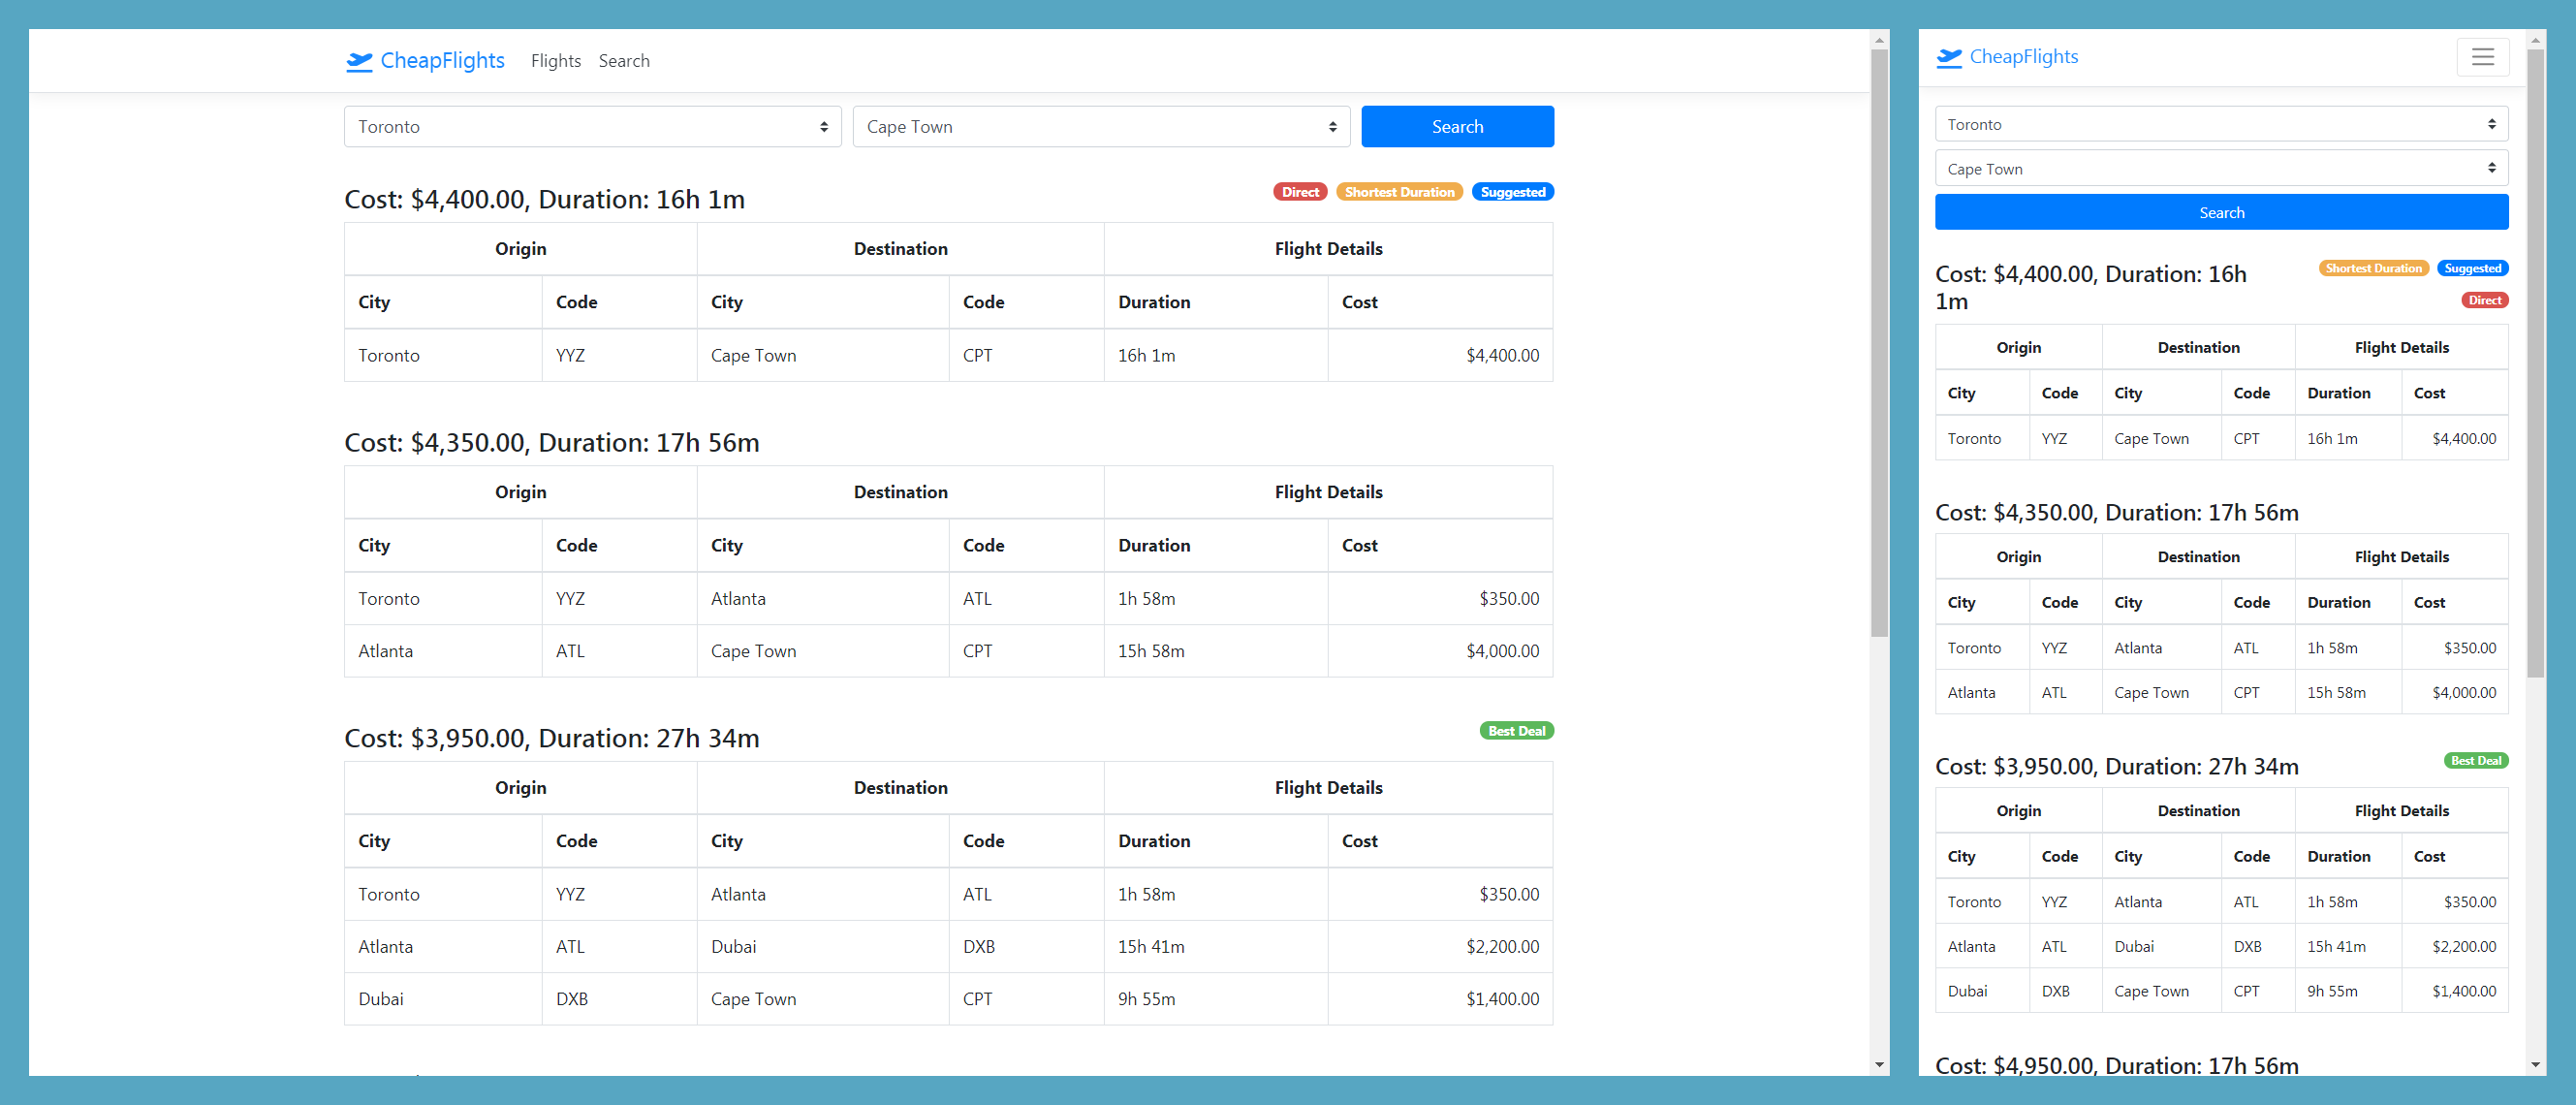 CheapFlights Flights Search
Toronto Cape Town Search
Cost: $4,400.00, Duration: 16h 1m Direct Shortest Duration Suggested
Origin Destination Flight Details
City Code City Code Duration Cost
Toronto YYZ Cape Town CPT 16h 1m $4,400.00
Cost: $4,350.00, Duration: 17h 56m
Origin Destination Flight Details
City Code City Code Duration Cost
Toronto YYZ Atlanta ATL 1h 58m $350.00
Atlanta ATL Cape Town CPT 15h 58m $4,000.00
Cost: $3,950.00, Duration: 27h 34m Best Deal
Origin Destination Flight Details
City Code City Code Duration Cost
Toronto YYZ Atlanta ATL 1h 58m $350.00
Atlanta ATL Dubai DXB 15h 41m $2,200.00
Dubai DXB Cape Town CPT 9h 55m $1,400.00
CheapFlights
Toronto
Cape Town
Search
Cost: $4,400.00, Duration: 16h Shortest Duration Suggested
1m Direct
Origin Destination Flight Details
City Code City Code Duration Cost
Toronto YYZ Cape Town CPT 16h 1m $4,400.00
Cost: $4,350.00, Duration: 17h 56m
Origin Destination Flight Details
City Code City Code Duration Cost
Toronto YYZ Atlanta ATL 1h 58m $350.00
Atlanta ATL Cape Town CPT 15h 58m $4,000.00
Cost: $3,950.00, Duration: 27h 34m Best Deal
Origin Destination Flight Details
City Code City Code Duration Cost
Toronto YYZ Atlanta ATL 1h 58m $350.00
Atlanta ATL Dubai DXB 15h 41m $2,200.00
Dubai DXB Cape Town CPT 9h 55m $1,400.00
Cost: $4,950.00, Duration: 17h 56m